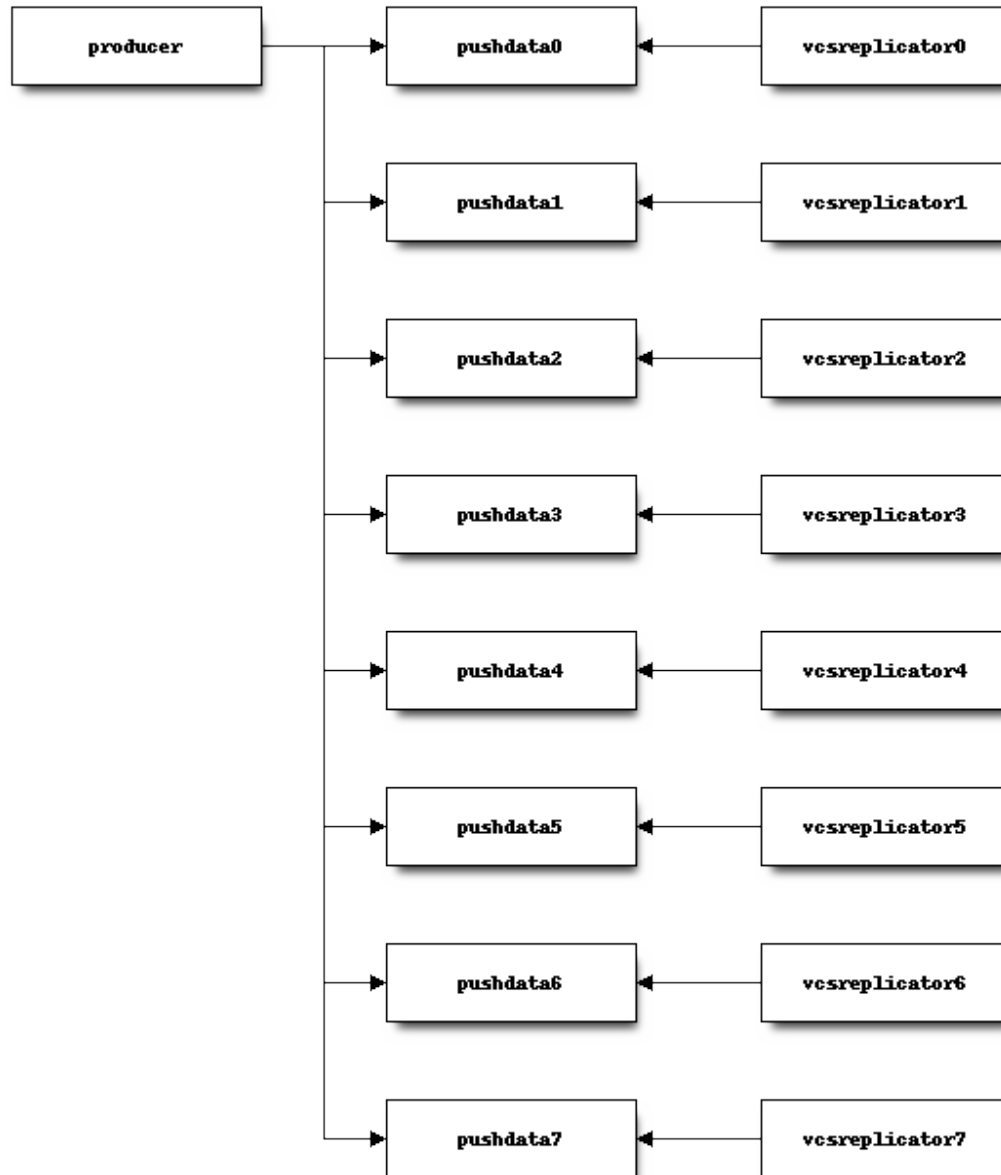 producer pushdata0 vcsreplicator0
pushdata1 vcsreplicator1
pushdata2 vcsreplicator2
pushdata3 vcsreplicator3
pushdata4 vcsreplicator4
pushdata5 vcsreplicator5
pushdata6 vcsreplicator6
pushdata7 vcsreplicator7